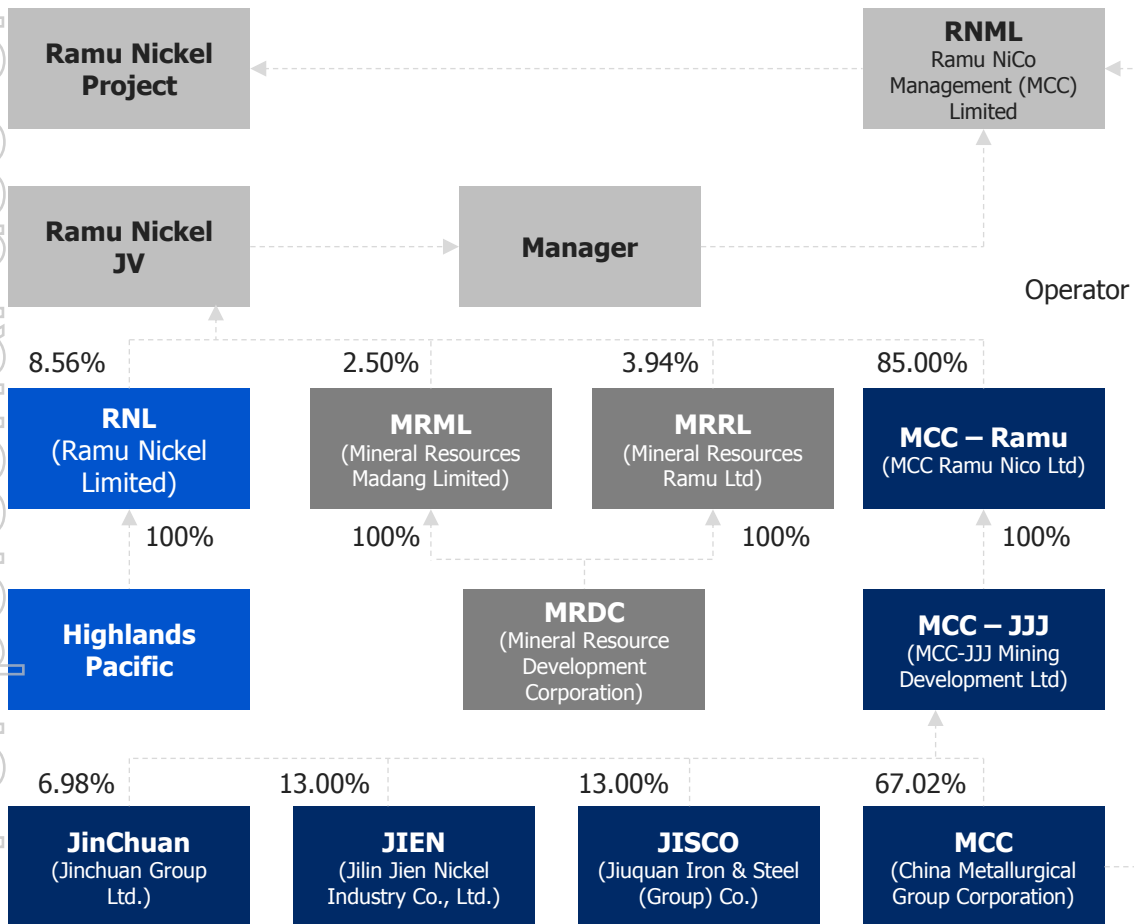 Ramu Nickel
Project
RNML
Ramu NiCo
Management (MCC)
Limited
Ramu Nickel
JV
Manager
Operator
8.56%
2.50%
3.94%
85.00%
RNL
(Ramu Nickel
Limited)
MRML
(Mineral Resources
Madang Limited)
MRRL
(Mineral Resources
Ramu Ltd)
MCC – Ramu
(MCC Ramu Nico Ltd)
100%
100%
100%
100%
Highlands
Pacific
MRDC
(Mineral Resource
Development
Corporation)
MCC – JJJ
(MCC-JJJ Mining
Development Ltd)
6.98%
13.00%
13.00%
67.02%
JinChuan
(Jinchuan Group
Ltd.)
JIEN
(Jilin Jien Nickel
Industry Co., Ltd.)
JISCO
(Jiuquan Iron & Steel
(Group) Co.)
MCC
(China Metallurgical
Group Corporation)